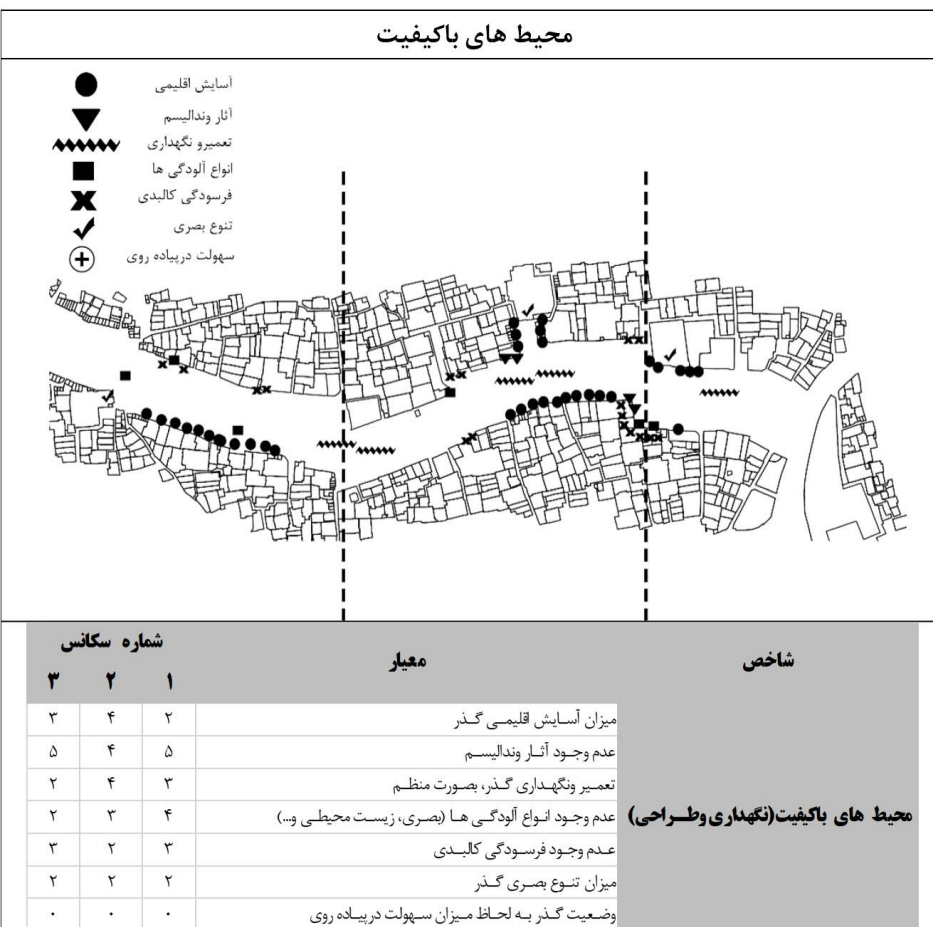 محیط های باکیفیت
آسایش اقلیمی
آثار وندالیسم
تعمیرو نگهداری
انواع آلودگی ها
فرسودگی کالبدی
تنوع بصری
سهولت درپیاده روی
شاخص معیار شماره سکانس
۱ ۲ ۳
محیط های باکیفیت(نگهداری وطراحی)
میزان آسایش اقلیمی گذر ۲ ۴ ۳
عدم وجود آثار وندالیسم ۵ ۴ ۵
تعمیر ونگهداری گذر، بصورت منظم ۳ ۴ ۲
عدم وجود انواع آلودگی ها (بصری، زیست محیطی و...) ۴ ۳ ۲
عدم وجود فرسودگی کالبدی ۳ ۲ ۳
میزان تنوع بصری گذر ۲ ۲ ۲
وضعیت گذر به لحاظ میزان سهولت درپیاده روی ۰ ۰ ۰